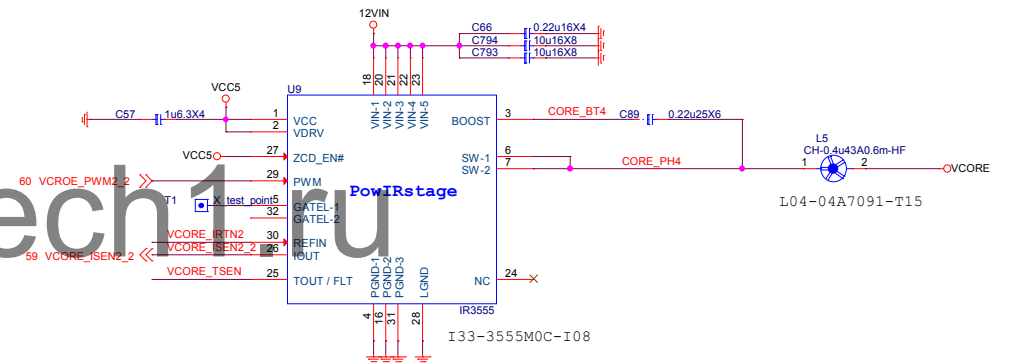 12VIN
C66 0.22u16X4
C794 10u16X8
C793 10u16X8
18 20 21 22 23
U9
VCC5
C57 1u6.3X4
1 VCC
2 VDRV
VIN-1 VIN-2 VIN-3 VIN-4 VIN-5
BOOST 3 CORE_BT4 C89 0.22u25X6
VCC5 27 ZCD_EN#
SW-1 6
SW-2 7 CORE_PH4
L5
CH-0.4u43A0.6m-HF
1 2 VCORE
L04-04A7091-T15
60 VCROE_PWM2_2 29 PWM
PowIRstage
T1 X_test_point 5 GATEL-1
32 GATEL-2
ech1.ru
VCORE_IRTN2 30 REFIN
59 VCORE_ISEN2_2 VCORE_ISEN2_2 26 IOUT
VCORE_TSEN 25 TOUT / FLT
NC 24
PGND-1 PGND-2 PGND-3 LGND
4 16 31 28
IR3555
I33-3555M0C-I08